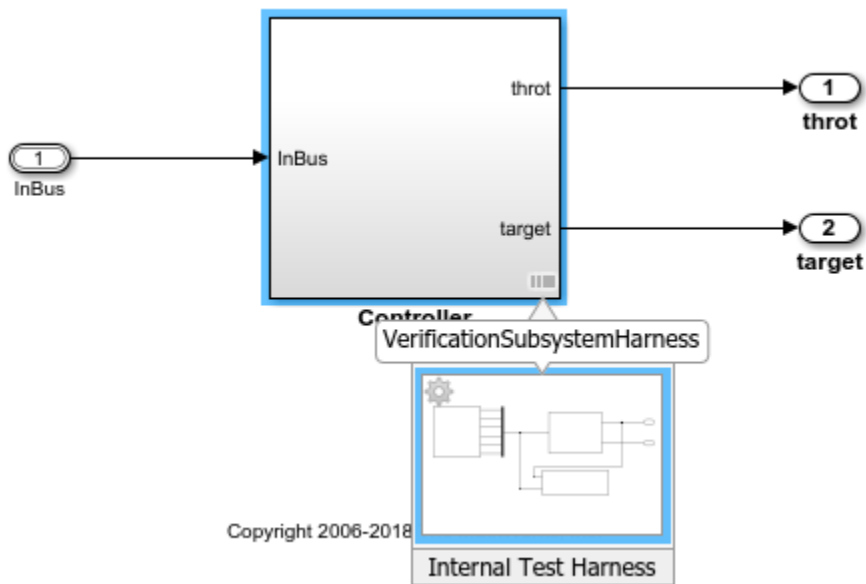 throt
1
throt
1
InBus
InBus
target
2
target
Controller
VerificationSubsystemHarness
Copyright 2006-2018
Internal Test Harness